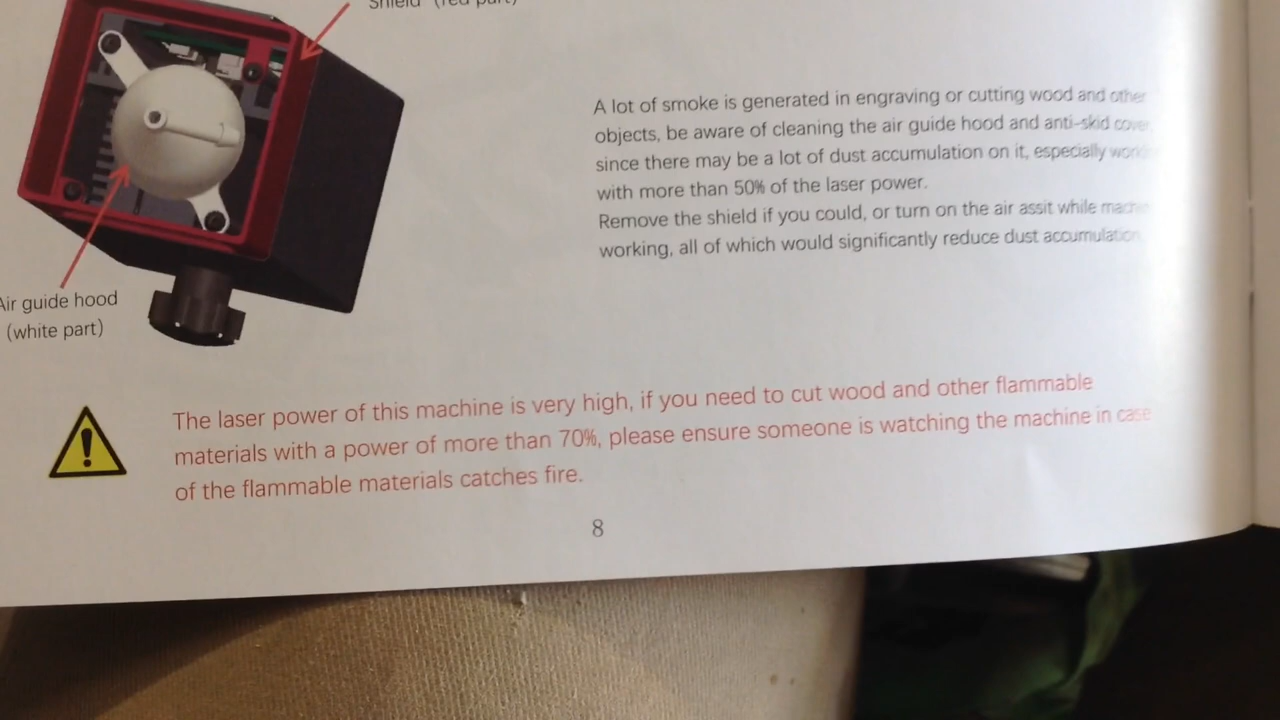 Shield (red part)
A lot of smoke is generated in engraving or cutting wood and other
objects, be aware of cleaning the air guide hood and anti-skid cover
since there may be a lot of dust accumulation on it, especially
with more than 50% of the laser power.
Remove the shield if you could, or turn on the air assit while
working, all of which would significantly reduce dust accumulation
Air guide hood
(white part)
The laser power of this machine is very high, if you need to cut wood and other flammable
materials with a power of more than 70%, please ensure someone is watching the machine in case
of the flammable materials catches fire.
8